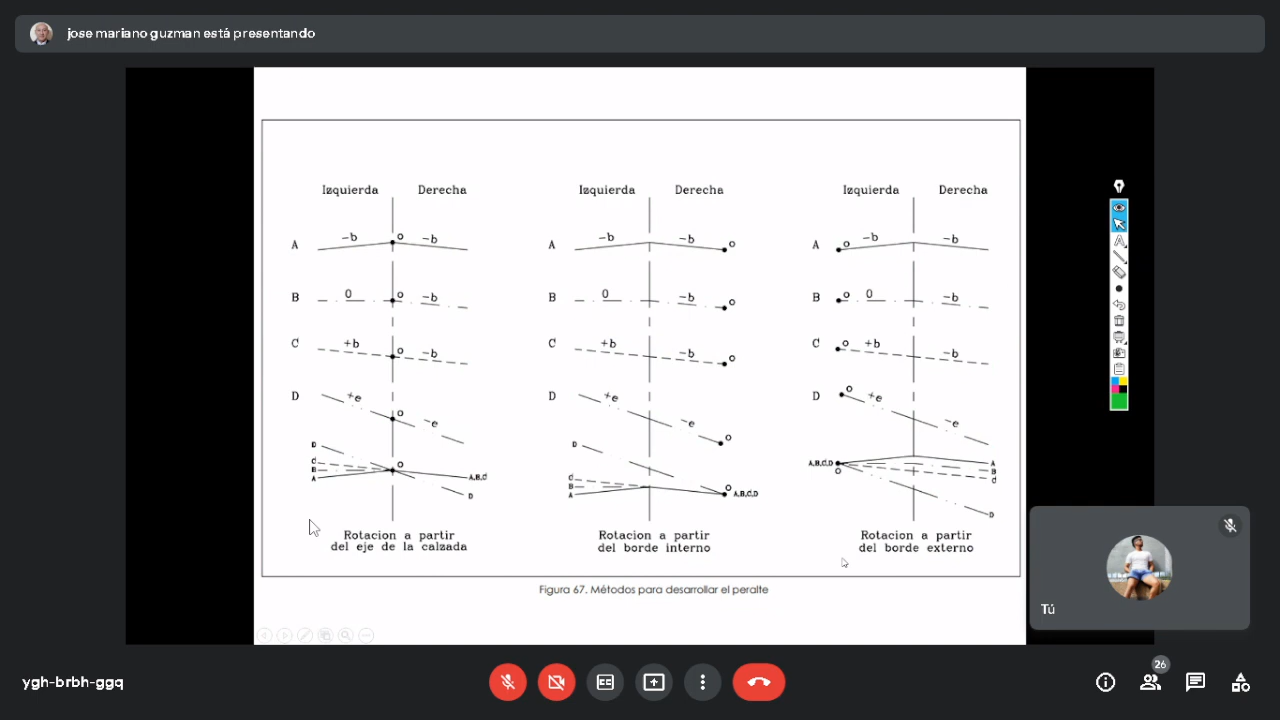 jose mariano guzman está presentando
Izquierda Derecha
A -b o -b
B 0 o -b
C +b o -b
D +e o -e
D
C
B
A
o
A,B,C
D
Rotacion a partir
del eje de la calzada
Izquierda Derecha
A -b -b o
B 0 -b o
C +b -b o
D +e -e o
D
C
B
A
o
A,B,C,D
Rotacion a partir
del borde interno
Izquierda Derecha
A o -b -b
B o 0 -b
C o +b -b
D o +e -e
A,B,C,D
o
A
B
C
D
Rotacion a partir
del borde externo
Figura 67. Métodos para desarrollar el peralte
Tú
ygh-brbh-ggq
26